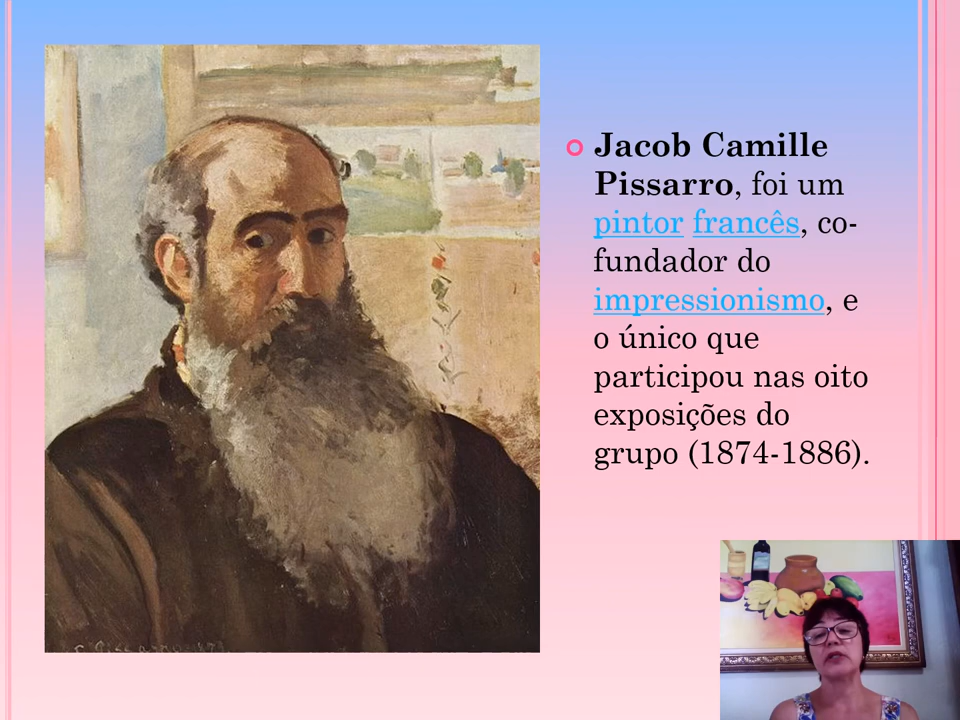 Jacob Camille
Pissarro, foi um
pintor francês, co-
fundador do
impressionismo, e
o único que
participou nas oito
exposições do
grupo (1874-1886).
C. Pissarro